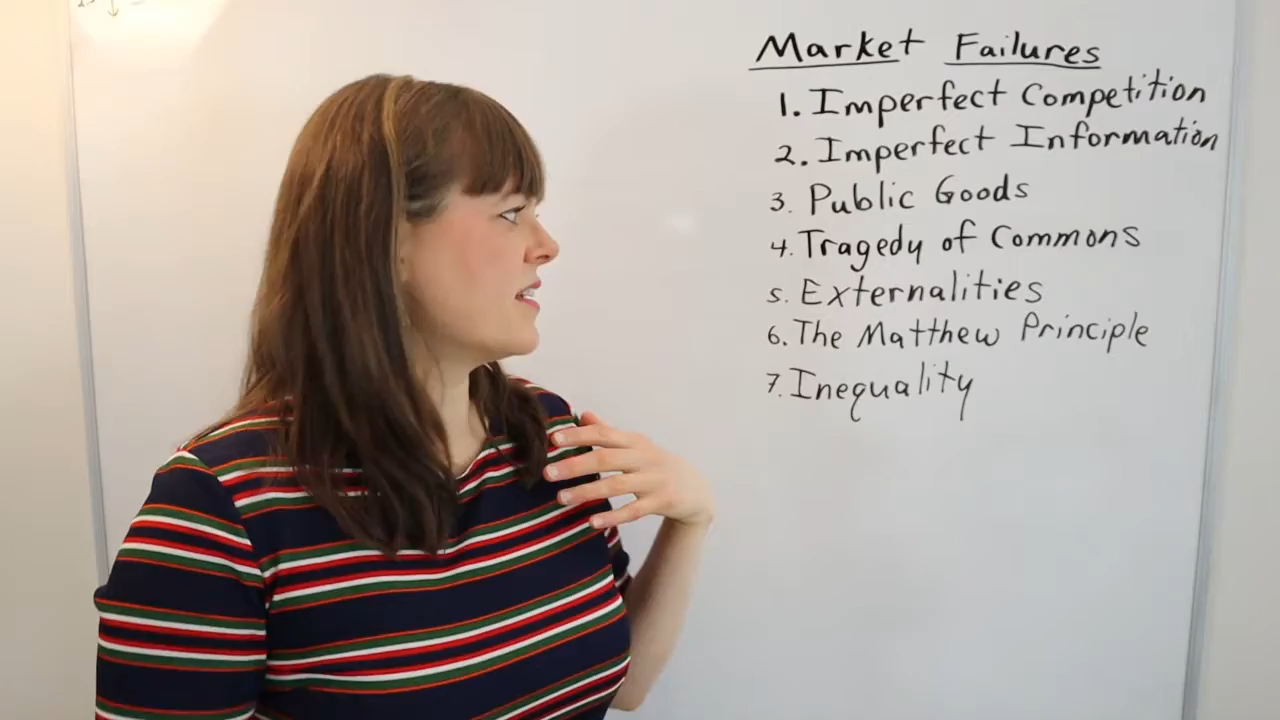 Market Failures
1. Imperfect Competition
2. Imperfect Information
3. Public Goods
4. Tragedy of Commons
5. Externalities
6. The Matthew Principle
7. Inequality